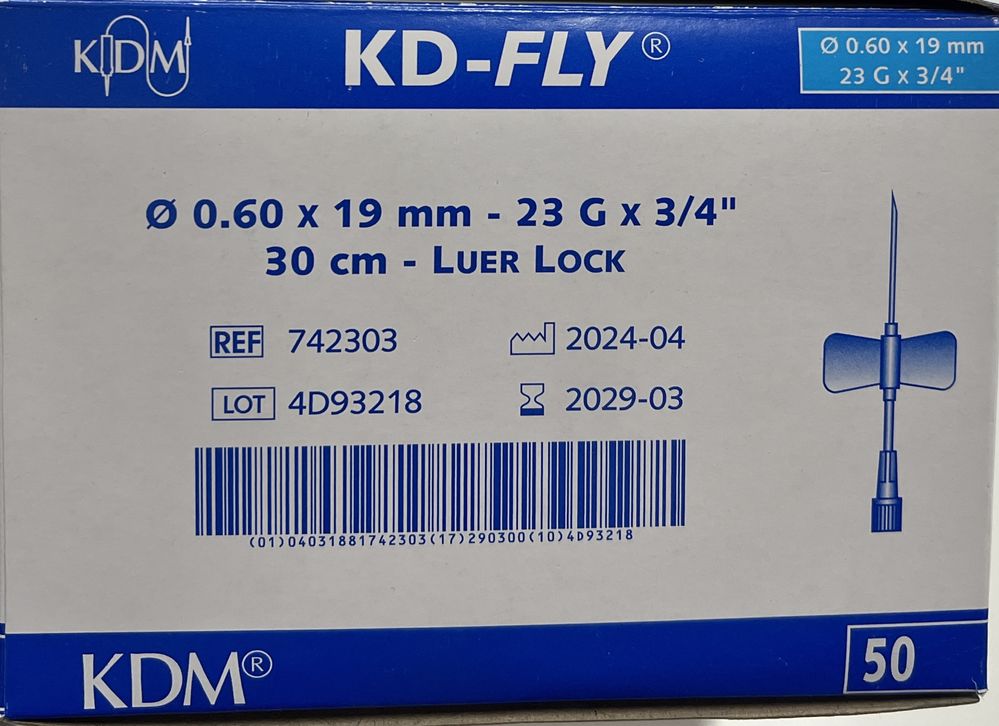 KDM
KD-FLY®
Ø 0.60 x 19 mm
23 G x 3/4"
Ø 0.60 x 19 mm - 23 G x 3/4"
30 cm - LUER LOCK
REF 742303
2024-04
LOT 4D93218
2029-03
(01)04031881742303(17)290300(10)4D93218
KDM®
50